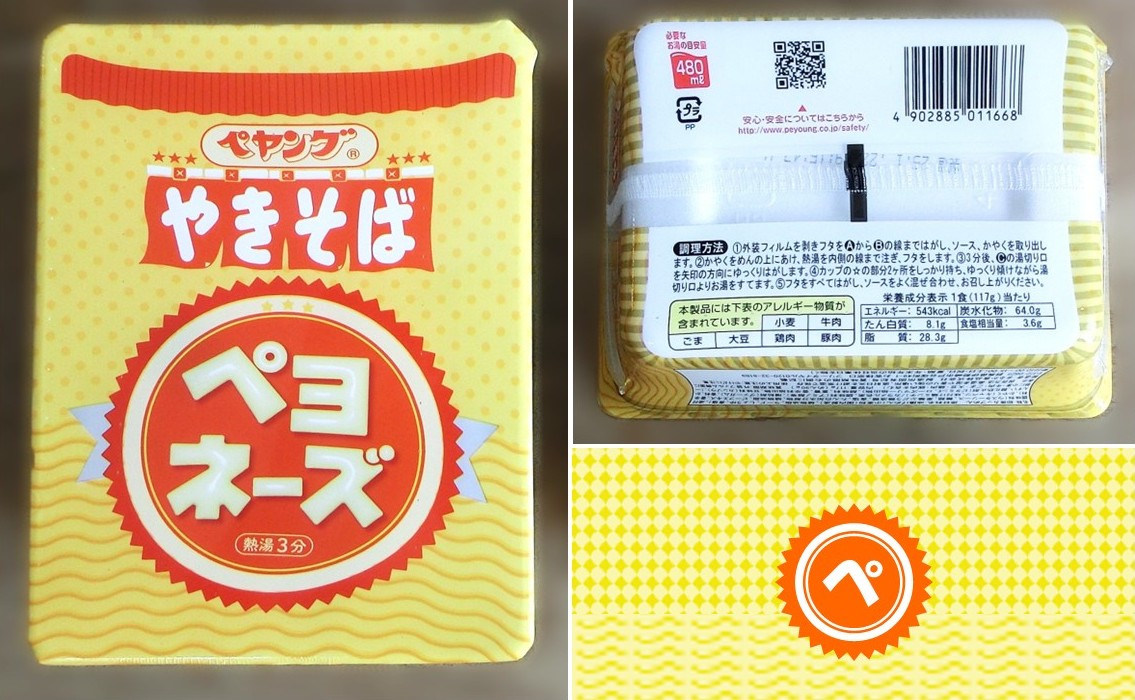 ペヤング®
やきそば
ペヨ
ネーズ
熱湯3分
必要な
お湯の目安量
480
mℓ
プラ
PP
安心・安全についてはこちらから
http://www.peyoung.co.jp/safety/
4 902885 011668
調理方法 ①外装フィルムを剥きフタをAからBの線まではがし、ソース、かやくを取り出し
ます。②かやくをめんの上にあけ、熱湯を内側の線まで注ぎ、フタをします。③3分後、Cの湯切り口
を矢印の方向にゆっくりはがします。④カップの☆の部分2ヶ所をしっかり持ち、ゆっくり傾けながら湯
切り口よりお湯をすてます。⑤フタをすべてはがし、ソースをよく混ぜ合わせ、お召し上がりください。
本製品には下表のアレルギー物質が
含まれています。 小麦 牛肉
ごま 大豆 鶏肉 豚肉
栄養成分表示 1食(117g)当たり
エネルギー: 543kcal 炭水化物: 64.0g
たん白質: 8.1g 食塩相当量: 3.6g
脂 質: 28.3g
ペ